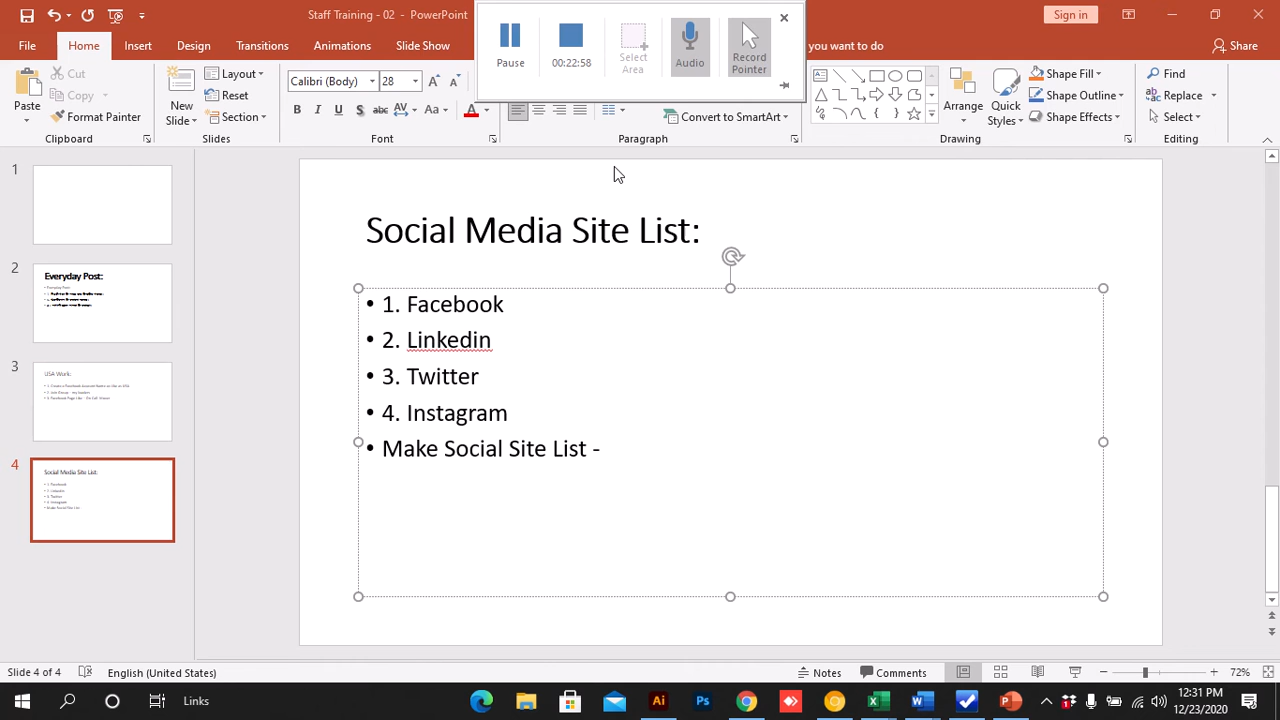 Staff Training - 02 - PowerPoint
Sign in
File
Home
Insert
Design
Transitions
Animations
Slide Show
you want to do
Share
Pause
00:22:58
Select Area
Audio
Record Pointer
Paste
Cut
Copy
Format Painter
Clipboard
New Slide
Layout
Reset
Section
Slides
Calibri (Body)
28
Font
Convert to SmartArt
Paragraph
Arrange
Quick Styles
Shape Fill
Shape Outline
Shape Effects
Drawing
Find
Replace
Select
Editing
1
2
Everyday Post:
3
USA Work:
4
Social Media Site List:
Social Media Site List:
• 1. Facebook
• 2. Linkedin
• 3. Twitter
• 4. Instagram
• Make Social Site List -
Slide 4 of 4
English (United States)
Notes
Comments
72%
Links
12:31 PM
12/23/2020